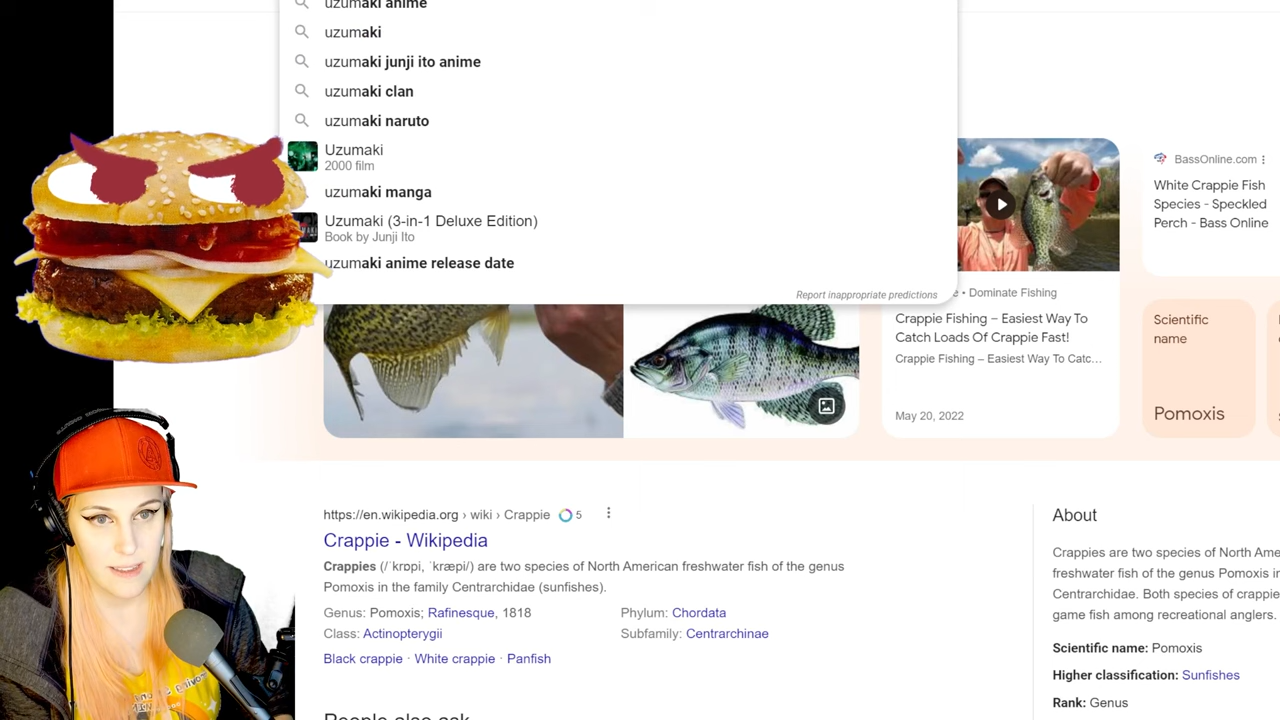 uzumaki anime
uzumaki
uzumaki junji ito anime
uzumaki clan
uzumaki naruto
Uzumaki
2000 film
uzumaki manga
Uzumaki (3-in-1 Deluxe Edition)
Book by Junji Ito
uzumaki anime release date
Report inappropriate predictions
• Dominate Fishing
Crappie Fishing – Easiest Way To
Catch Loads Of Crappie Fast!
Crappie Fishing – Easiest Way To Catc...
May 20, 2022
BassOnline.com
White Crappie Fish
Species - Speckled
Perch - Bass Online
Scientific
name
Pomoxis
https://en.wikipedia.org › wiki › Crappie 5
Crappie - Wikipedia
Crappies (/ˈkrɒpi, ˈkræpi/) are two species of North American freshwater fish of the genus
Pomoxis in the family Centrarchidae (sunfishes).
Genus: Pomoxis; Rafinesque, 1818
Phylum: Chordata
Class: Actinopterygii
Subfamily: Centrarchinae
Black crappie · White crappie · Panfish
People also ask
About
Crappies are two species of North Ame
freshwater fish of the genus Pomoxis in
Centrarchidae. Both species of crappie
game fish among recreational anglers.
Scientific name: Pomoxis
Higher classification: Sunfishes
Rank: Genus